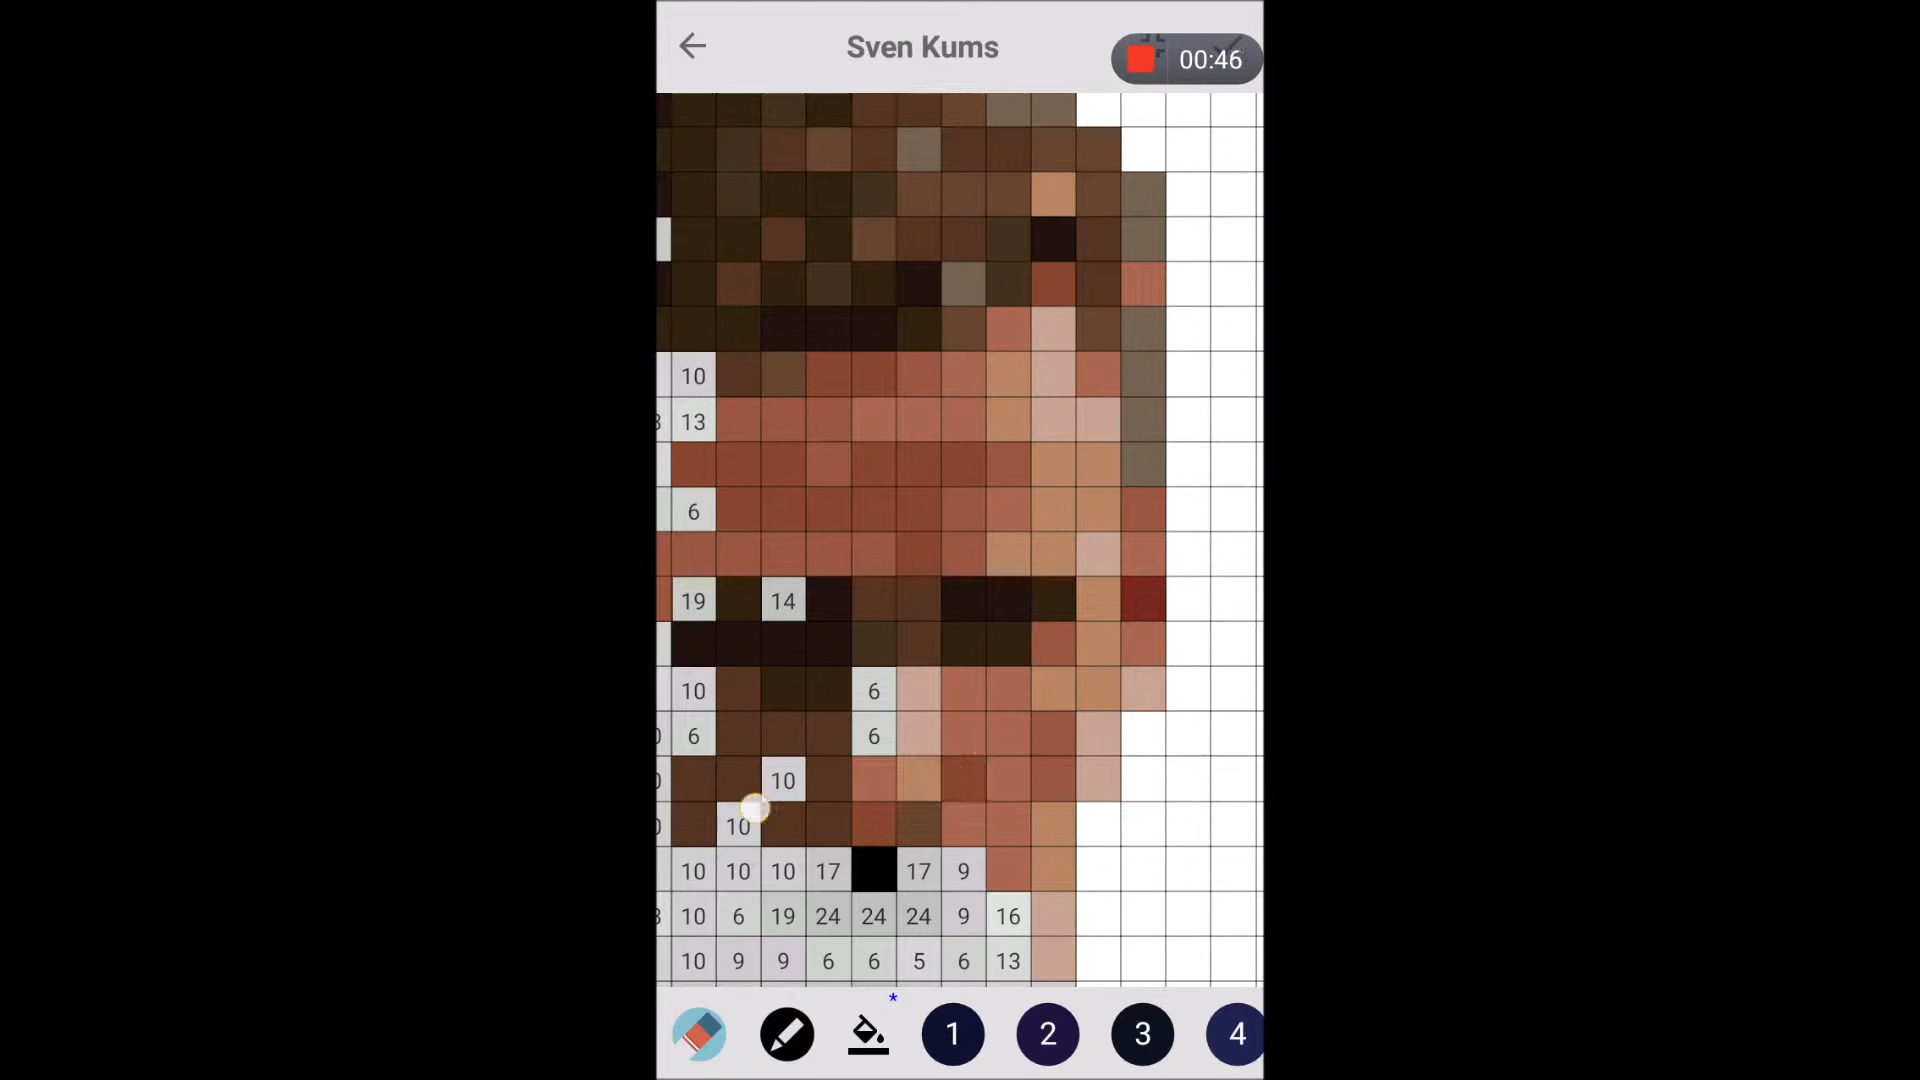 Sven Kums
00:46
10
13
6
19 14
10 6
6 6
10
10
10 10 10 17 17 9
10 6 19 24 24 24 9 16
10 9 9 6 6 5 6 13
*
1 2 3 4